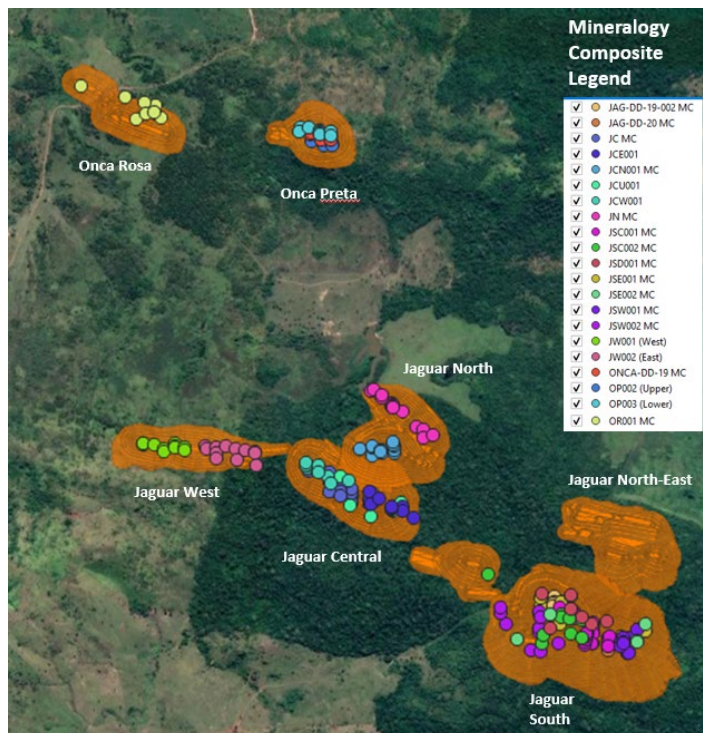 Mineralogy
Composite
Legend
JAG-DD-19-002 MC
JAG-DD-20 MC
JC MC
JCE001
JCN001 MC
JCU001
JCW001
JN MC
JSC001 MC
JSC002 MC
JSD001 MC
JSE001 MC
JSE002 MC
JSW001 MC
JSW002 MC
JW001 (West)
JW002 (East)
ONCA-DD-19 MC
OP002 (Upper)
OP003 (Lower)
OR001 MC
Onca Rosa
Onca Preta
Jaguar North
Jaguar West
Jaguar North-East
Jaguar Central
Jaguar
South